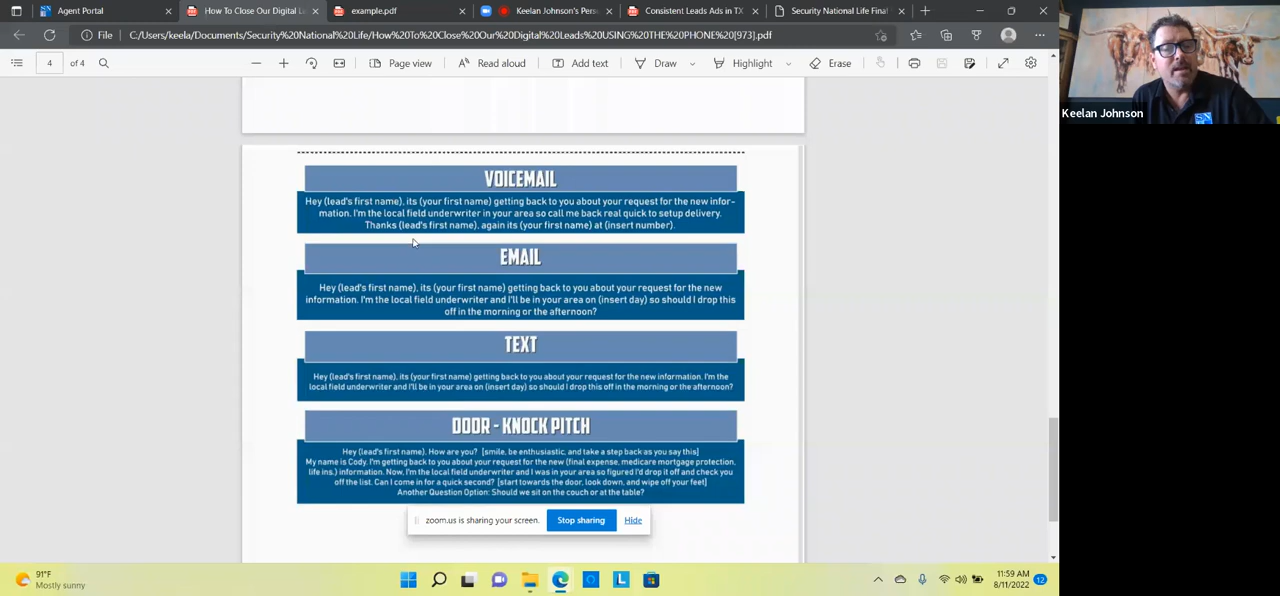 Agent Portal
How To Close Our Digital L
example.pdf
Keelan Johnson's Pers
Consistent Leads Ads in TX
Security National Life Final
File
C:/Users/keela/Documents/Security%20National%20Life/How%20To%20Close%20Our%20Digital%20Leads%20USING%20THE%20PHONE[973].pdf
4 of 4
Page view
Read aloud
Add text
Draw
Highlight
Erase
Keelan Johnson
VOICEMAIL
Hey (lead's first name), its (your first name) getting back to you about your request for the new infor-
mation. I'm the local field underwriter in your area so call me back real quick to setup delivery.
Thanks (lead's first name), again its (your first name) at (insert number).
EMAIL
Hey (lead's first name), its (your first name) getting back to you about your request for the new
information. I'm the local field underwriter and I'll be in your area on (insert day) so should I drop this
off in the morning or the afternoon?
TEXT
Hey (lead's first name), its (your first name) getting back to you about your request for the new information. I'm the
local field underwriter and I'll be in your area on (insert day) so should I drop this off in the morning or the afternoon?
DOOR - KNOCK PITCH
Hey (lead's first name), How are you? [smile, be enthusiastic, and take a step back as you say this]
My name is Cody. I'm getting back to you about your request for the new (final expense, medicare mortgage protection,
life ins.) information. Now, I'm the local field underwriter and I was in your area so figured I'd drop it off and check you
off the list. Can I come in for a quick second? [start towards the door, look down, and wipe off your feet]
Another Question Option: Should we sit on the couch or at the table?
zoom.us is sharing your screen.
Stop sharing
Hide
91°F
Mostly sunny
L
11:59 AM
8/11/2022
12